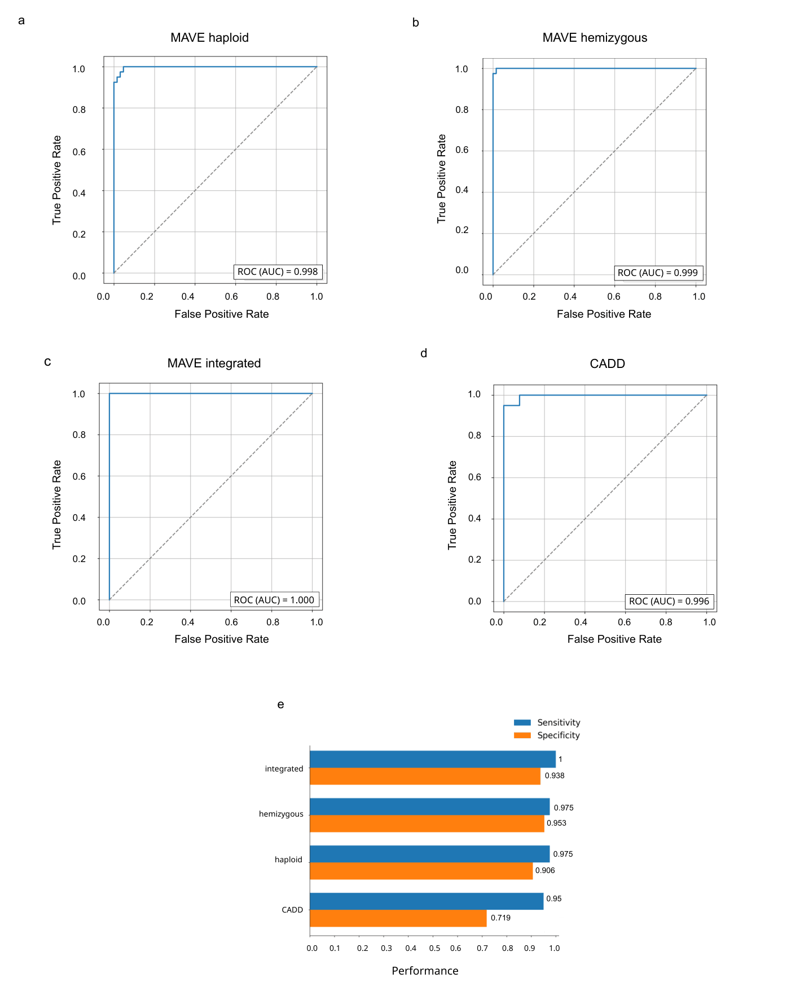 a
MAVE haploid
1.0
0.8
0.6
0.4
0.2
0.0
True Positive Rate
ROC (AUC) = 0.998
0.0 0.2 0.4 0.6 0.8 1.0
False Positive Rate
b
MAVE hemizygous
1.0
0.8
0.6
0.4
0.2
0.0
True Positive Rate
ROC (AUC) = 0.999
0.0 0.2 0.4 0.6 0.8 1.0
False Positive Rate
c
MAVE integrated
1.0
0.8
0.6
0.4
0.2
0.0
True Positive Rate
ROC (AUC) = 1.000
0.0 0.2 0.4 0.6 0.8 1.0
False Positive Rate
d
CADD
1.0
0.8
0.6
0.4
0.2
0.0
True Positive Rate
ROC (AUC) = 0.996
0.0 0.2 0.4 0.6 0.8 1.0
False Positive Rate
e
Sensitivity
Specificity
integrated
1
0.938
hemizygous
0.975
0.953
haploid
0.975
0.906
CADD
0.95
0.719
0.0 0.1 0.2 0.3 0.4 0.5 0.6 0.7 0.8 0.9 1.0
Performance